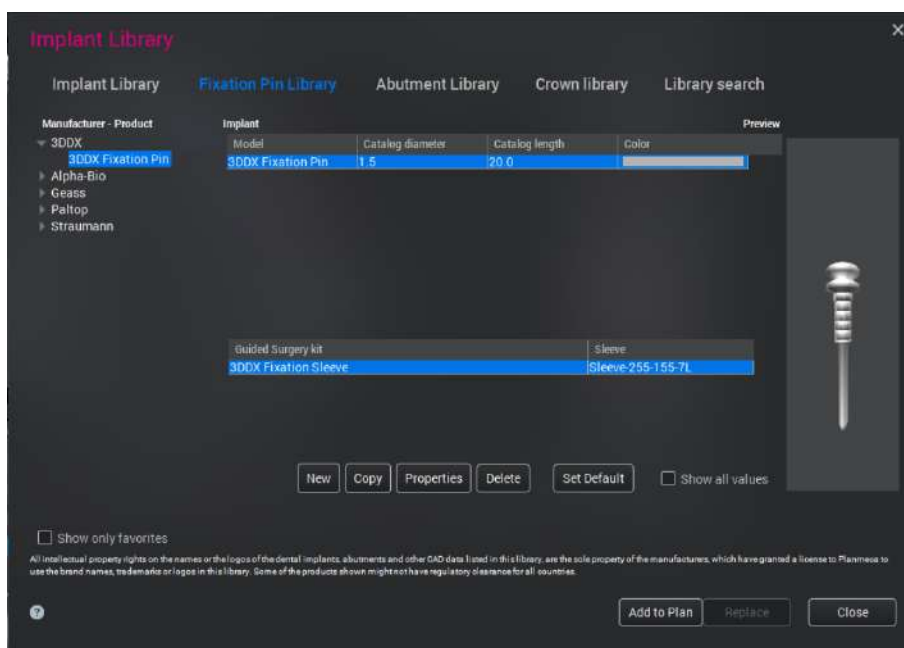 Implant Library
Implant Library Fixation Pin Library Abutment Library Crown library Library search
Manufacturer - Product
3DDX
3DDX Fixation Pin
Alpha-Bio
Geass
Paltop
Straumann
Implant
Model Catalog diameter Catalog length Color
3DDX Fixation Pin 1.5 20.0
Guided Surgery kit Sleeve
3DDX Fixation Sleeve Sleeve-255-155-7L
Preview
New Copy Properties Delete Set Default Show all values
Show only favorites
All intellectual property rights on the names or the logos of the dental implants, abutments and other CAD data listed in this library, are the sole property of the manufacturers, which have granted a license to Planmeca to
use the brand names, trademarks or logos in this library. Some of the products shown might not have regulatory clearance for all countries.
Add to Plan Replace Close